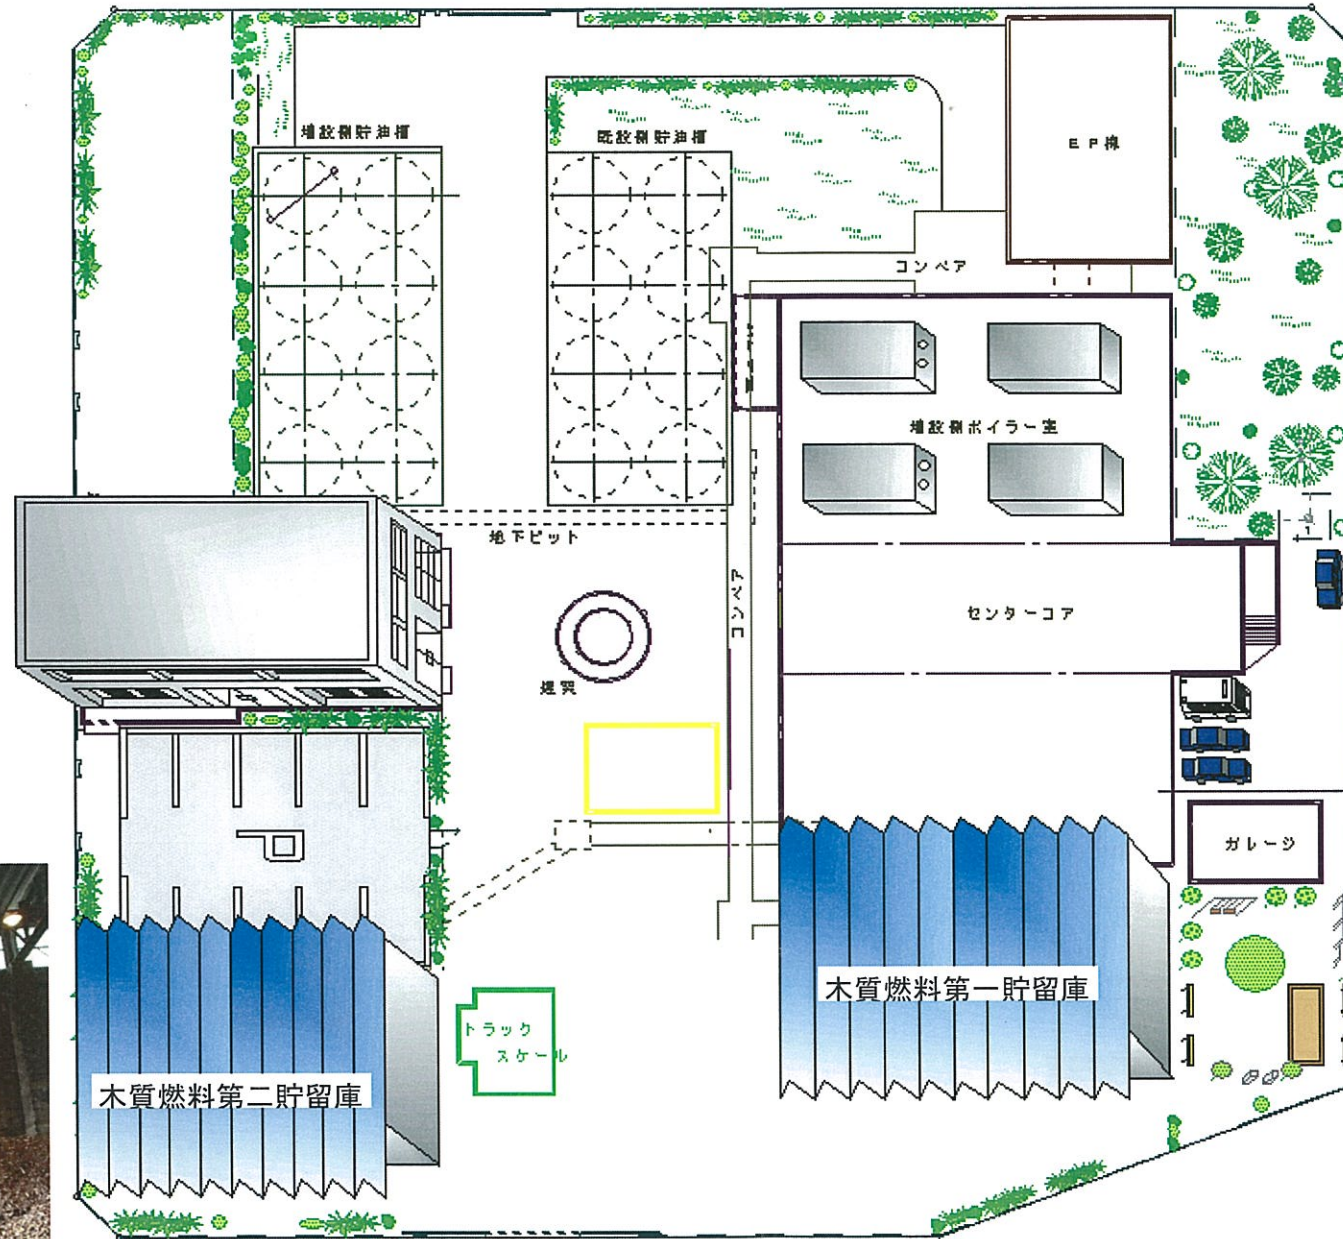 増設側貯油槽
既設側貯油槽
EP棟
コンベア
増設側ボイラー室
地下ピット
コンベア
センターコア
煙突
ガレージ
木質燃料第一貯留庫
トラック
スケール
木質燃料第二貯留庫